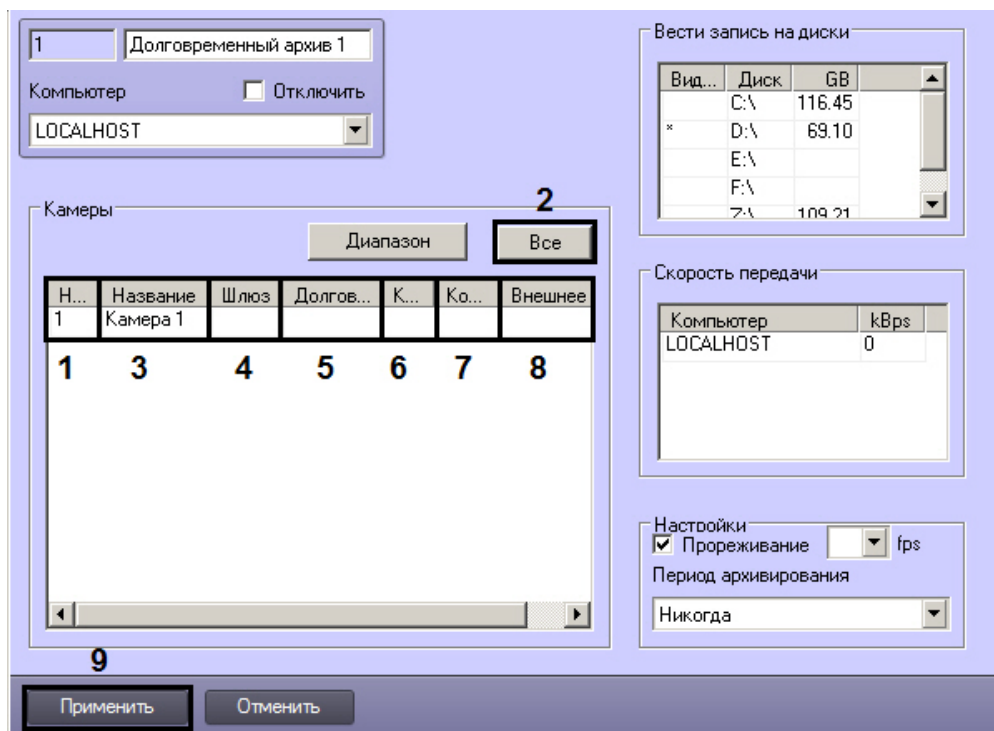 1 Долговременный архив 1
Компьютер Отключить
LOCALHOST
Камеры
2
Диапазон Все
Н... Название Шлюз Долгов... К... Ко... Внешнее
1 Камера 1
1 3 4 5 6 7 8
Вести запись на диски
Вид... Диск GB
C:\ 116.45
* D:\ 69.10
E:\
F:\
Z:\ 109.21
Скорость передачи
Компьютер kBps
LOCALHOST 0
Настройки
Прореживание fps
Период архивирования
Никогда
9
Применить Отменить